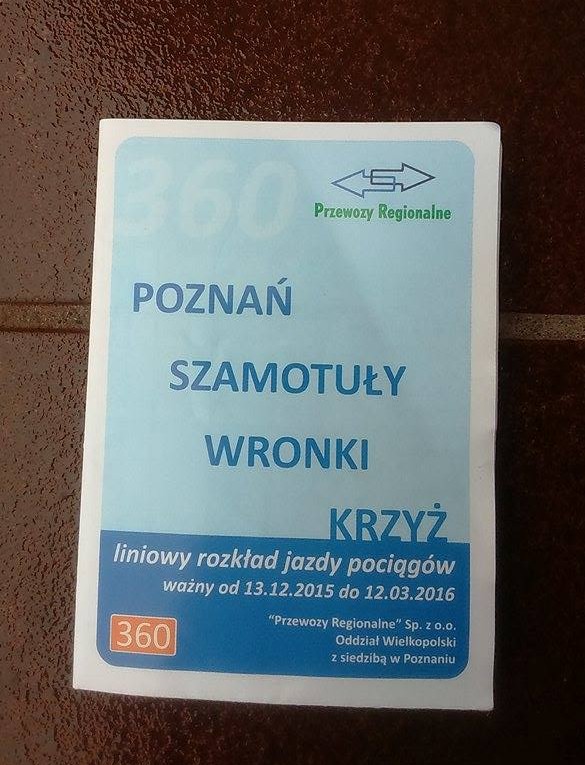 360
Przewozy Regionalne
POZNAŃ
SZAMOTUŁY
WRONKI
KRZYŻ
liniowy rozkład jazdy pociągów
ważny od 13.12.2015 do 12.03.2016
"Przewozy Regionalne" Sp. z o.o.
Oddział Wielkopolski
z siedzibą w Poznaniu
360